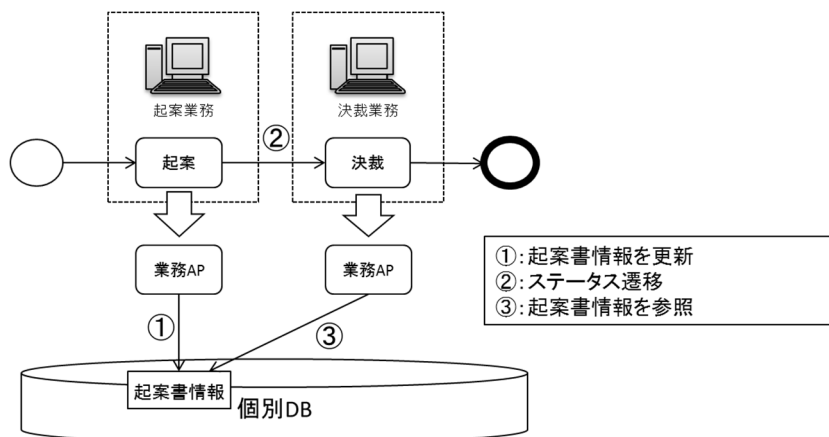 起案業務
決裁業務
②
起案
決裁
業務AP
業務AP
①:起案書情報を更新
②:ステータス遷移
③:起案書情報を参照
①
③
起案書情報
個別DB